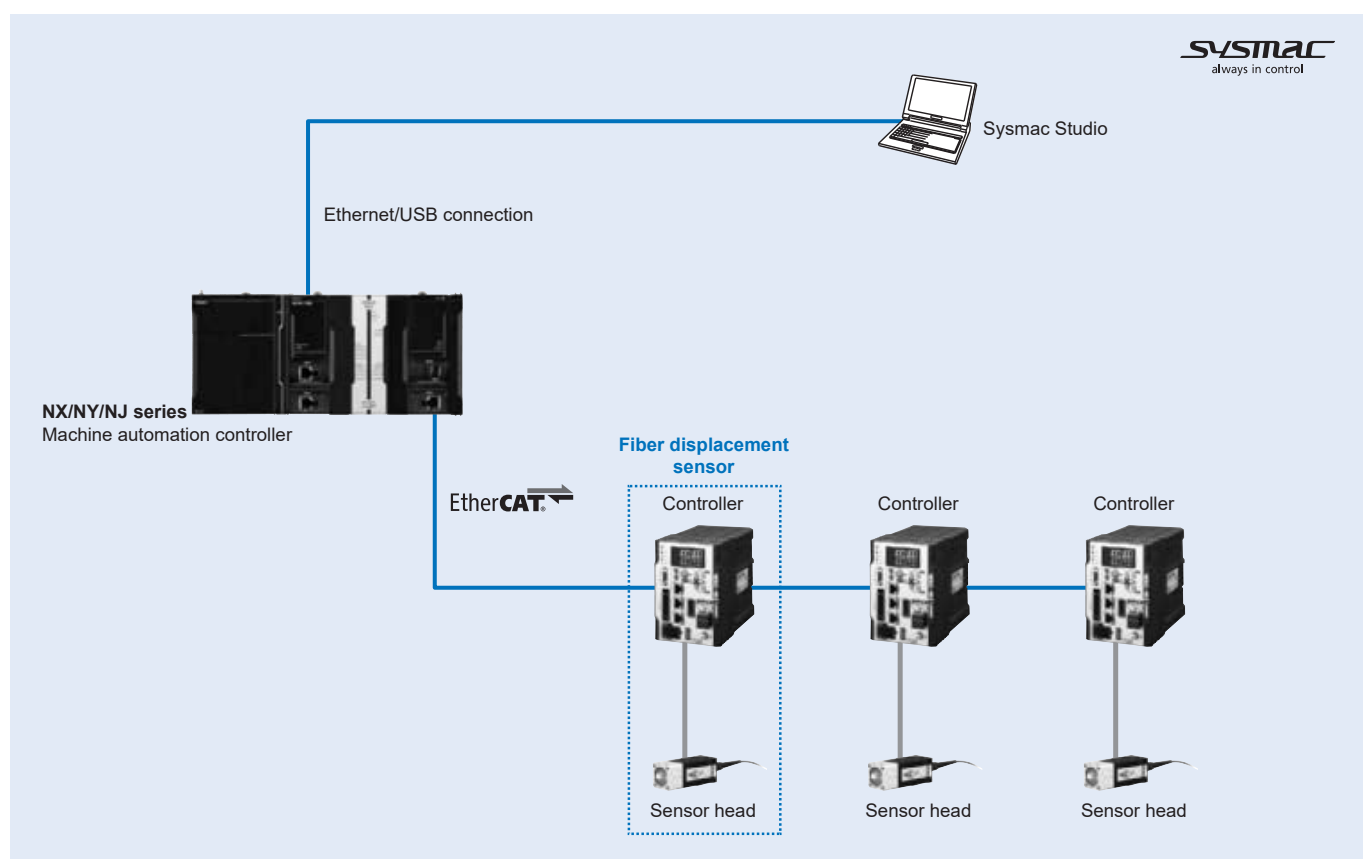 sysmac
always in control
Sysmac Studio
Ethernet/USB connection
NX/NY/NJ series
Machine automation controller
Fiber displacement
sensor
EtherCAT®
Controller
Controller
Controller
Sensor head
Sensor head
Sensor head